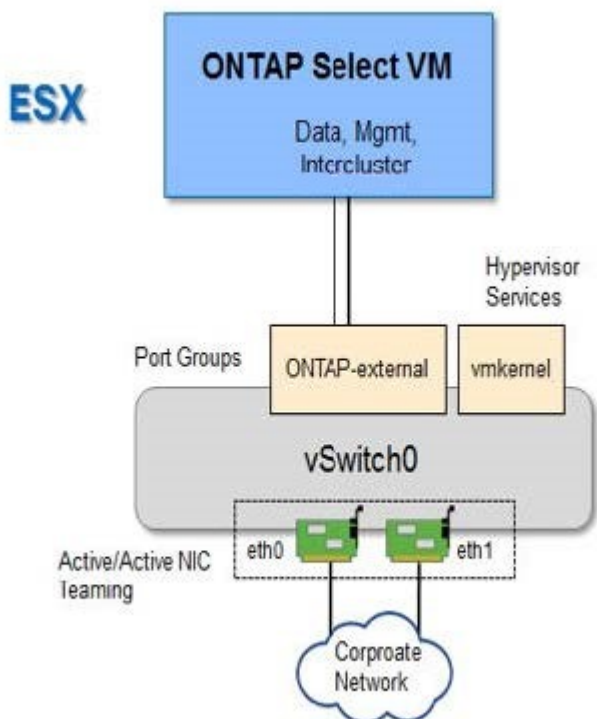 ESX
ONTAP Select VM
Data, Mgmt,
Intercluster
Hypervisor
Services
Port Groups
ONTAP-external
vmkernel
vSwitch0
eth0
eth1
Active/Active NIC
Teaming
Corproate
Network